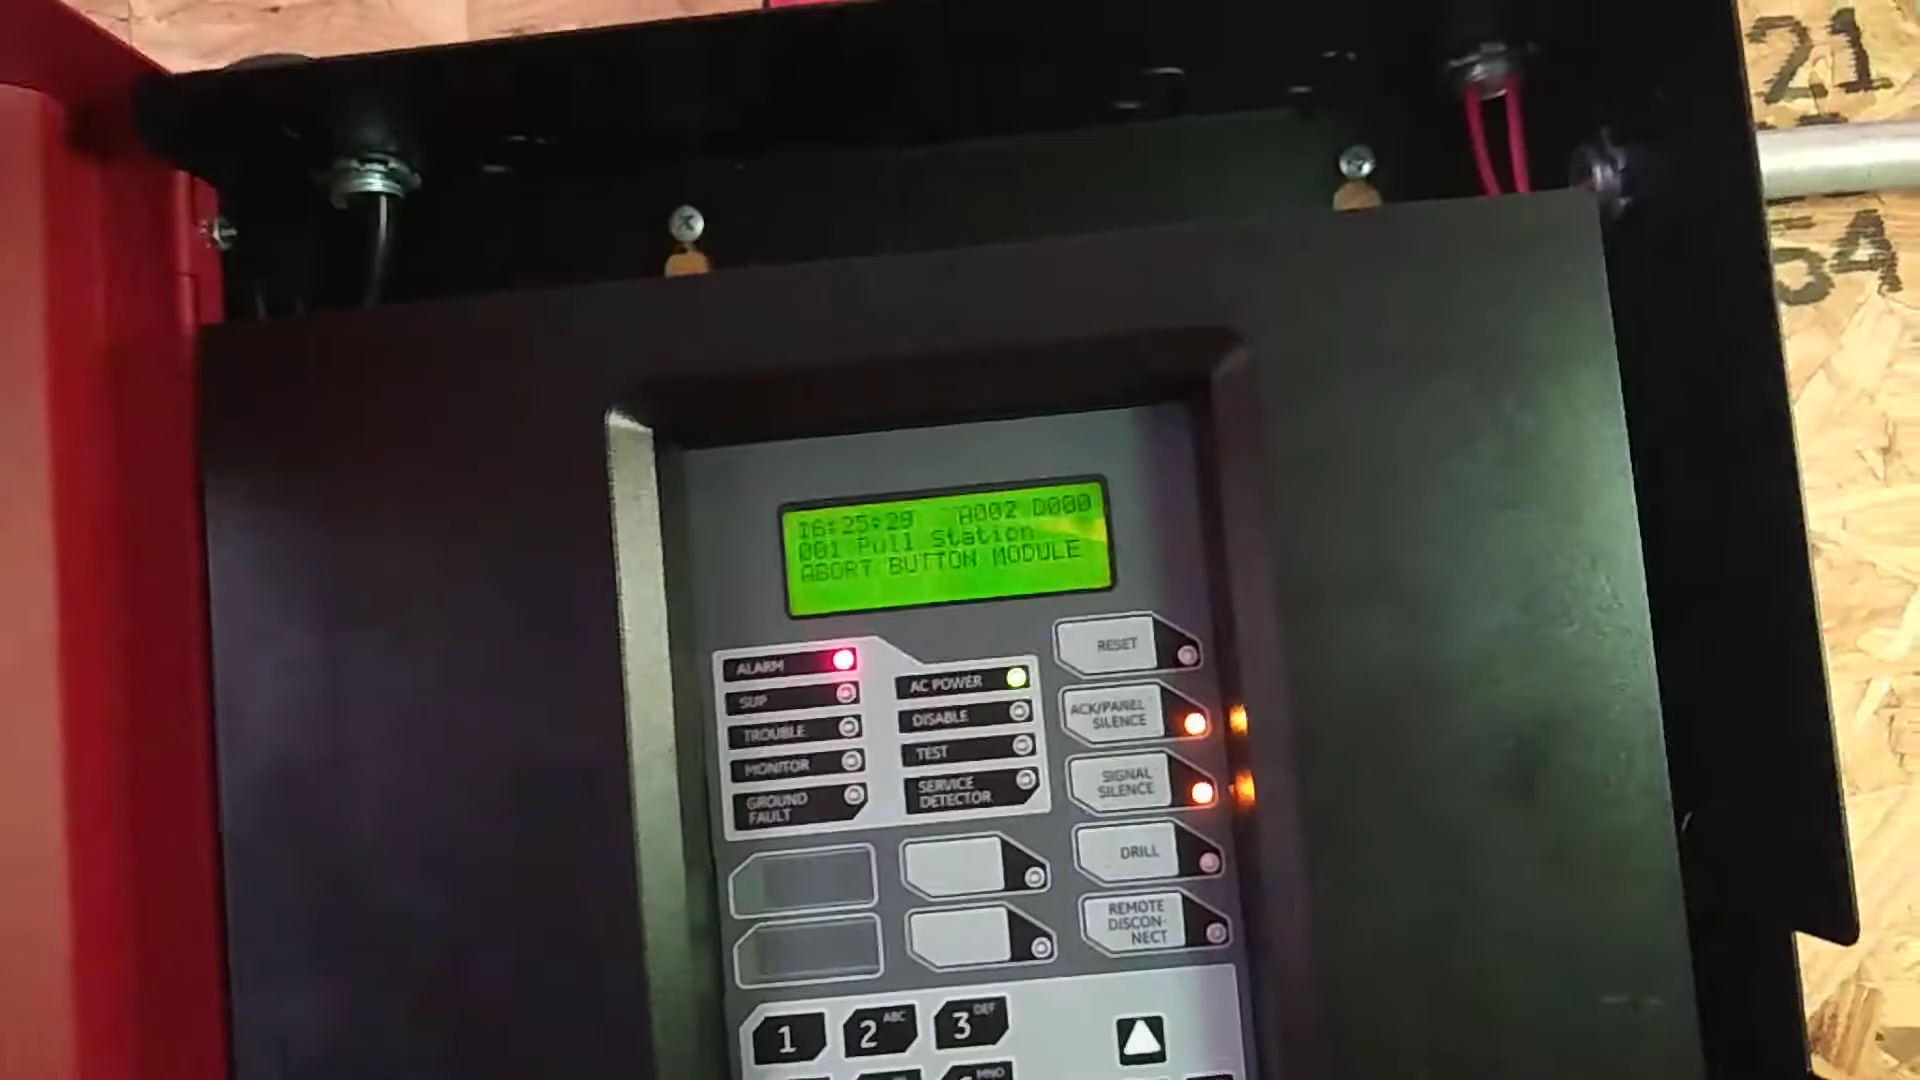 21
54
16:25:29 A002 D000
001 Pull Station
ABORT BUTTON MODULE
ALARM
SUP
TROUBLE
MONITOR
GROUND
FAULT
AC POWER
DISABLE
TEST
SERVICE
DETECTOR
RESET
ACK/PANEL
SILENCE
SIGNAL
SILENCE
DRILL
REMOTE
DISCON-
NECT
1
2 ABC
3 DEF
MNO